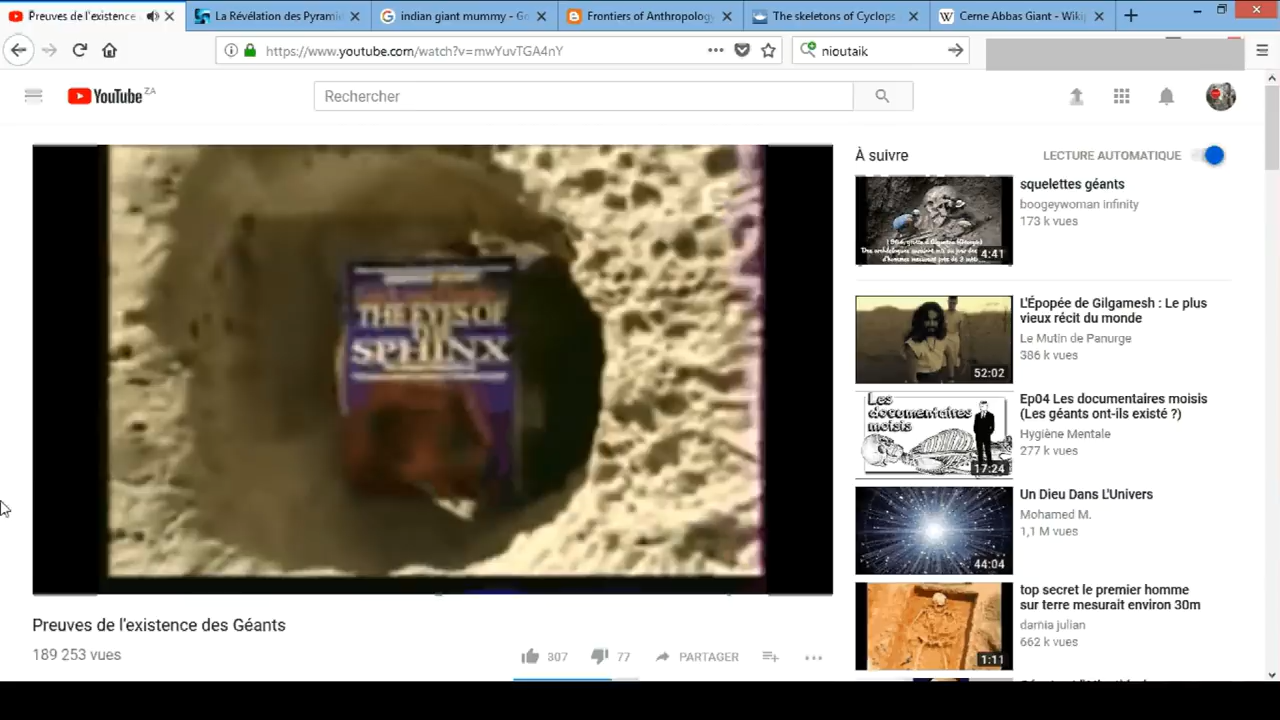 Preuves de l'existence
La Révélation des Pyramie
indian giant mummy - Go
Frontiers of Anthropology
The skeletons of Cyclops
Cerne Abbas Giant - Wikip
https://www.youtube.com/watch?v=mwYuvTGA4nY
nioutaik
YouTube ZA
Rechercher
À suivre
LECTURE AUTOMATIQUE
THE EYES OF
THE
SPHINX
squelettes géants
boogeywoman infinity
173 k vues
4:41
L'Épopée de Gilgamesh : Le plus
vieux récit du monde
Le Mutin de Panurge
386 k vues
52:02
Les
documentaires
moisis
17:24
Ep04 Les documentaires moisis
(Les géants ont-ils existé ?)
Hygiène Mentale
277 k vues
Un Dieu Dans L'Univers
Mohamed M.
1,1 M vues
44:04
top secret le premier homme
sur terre mesurait environ 30m
damia julian
662 k vues
1:11
Preuves de l'existence des Géants
189 253 vues
307
77
PARTAGER